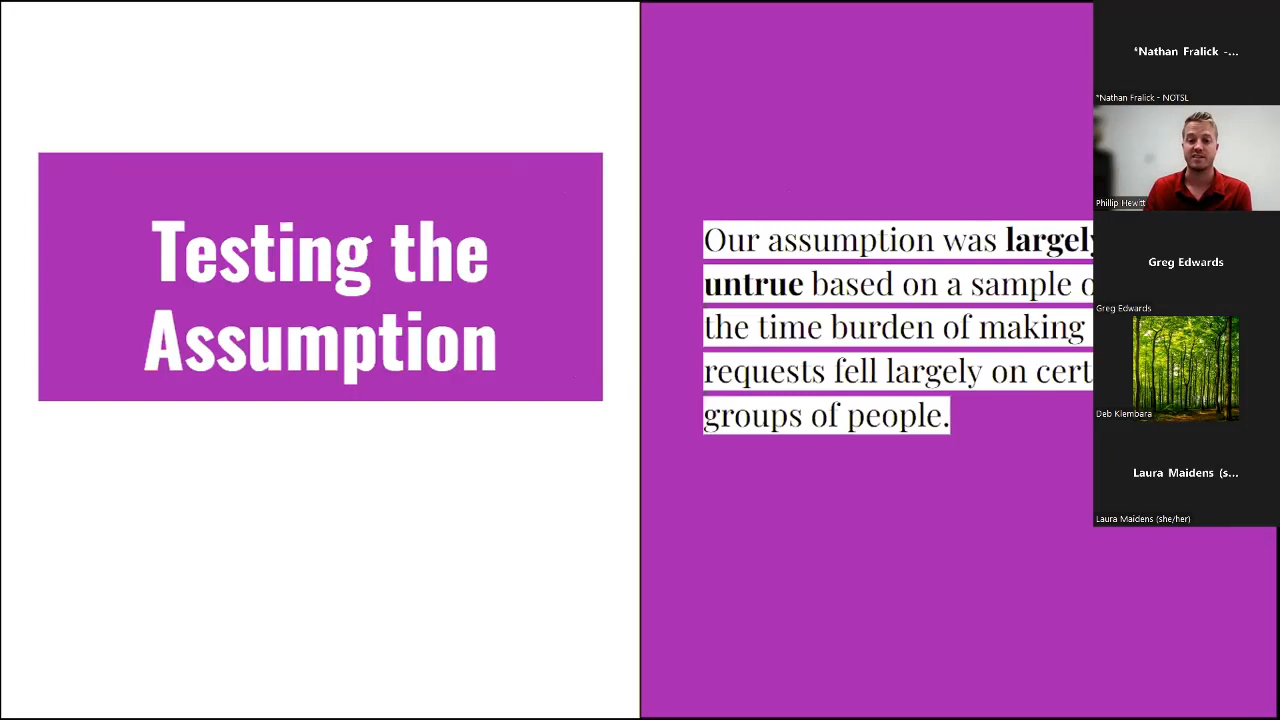 Testing the
Assumption
Our assumption was largely
untrue based on a sample
the time burden of making
requests fell largely on
groups of people.
*Nathan Fralick -...
*Nathan Fralick - NOTSL
Phillip Hewitt
Greg Edwards
Greg Edwards
Deb Klembara
Laura Maidens (s...
Laura Maidens (she/her)